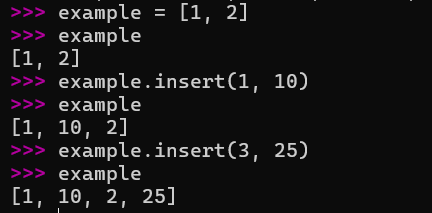 >>> example = [1, 2]
>>> example
[1, 2]
>>> example.insert(1, 10)
>>> example
[1, 10, 2]
>>> example.insert(3, 25)
>>> example
[1, 10, 2, 25]